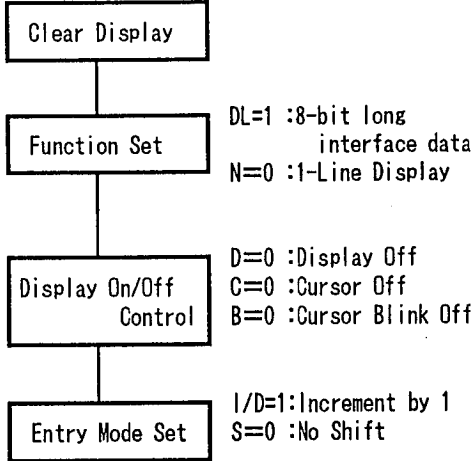 Clear Display
Function Set
DL=1 :8-bit long
interface data
N=0 :1-Line Display
Display On/Off
Control
D=0 :Display Off
C=0 :Cursor Off
B=0 :Cursor Blink Off
Entry Mode Set
I/D=1:Increment by 1
S=0 :No Shift